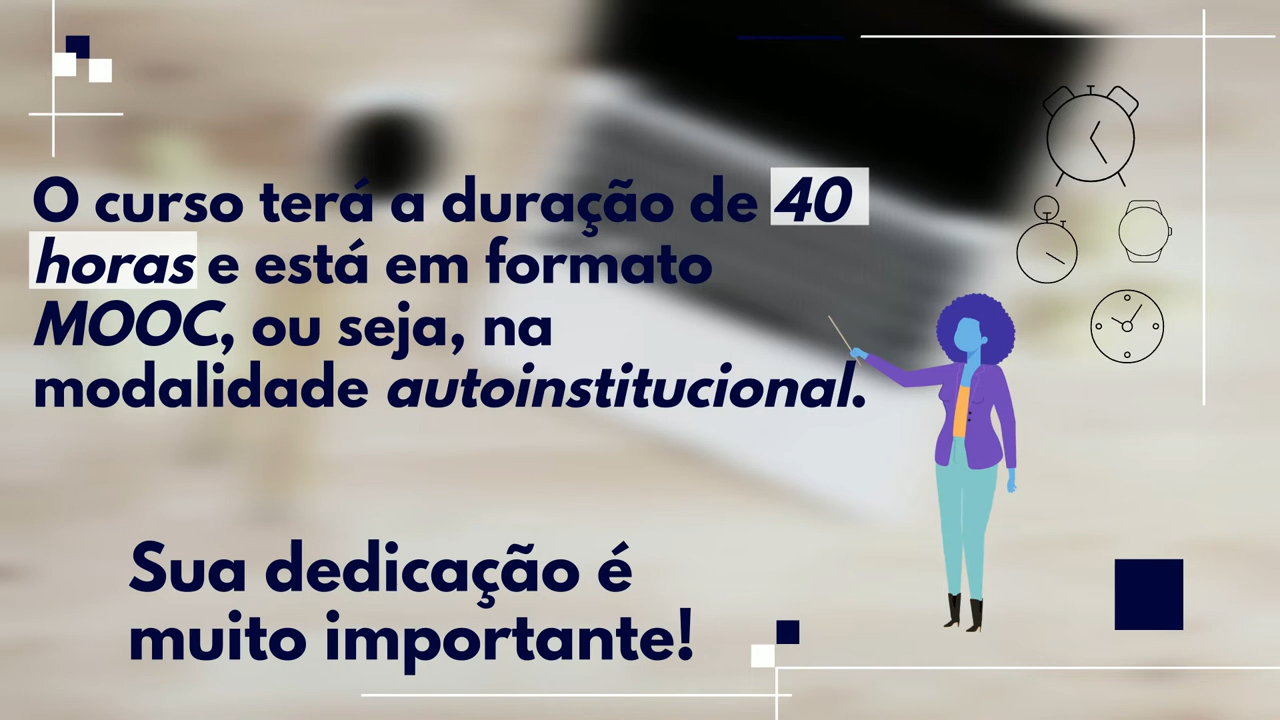 O curso terá a duração de 40
horas e está em formato
MOOC, ou seja, na
modalidade autoinstitucional.
Sua dedicação é
muito importante!